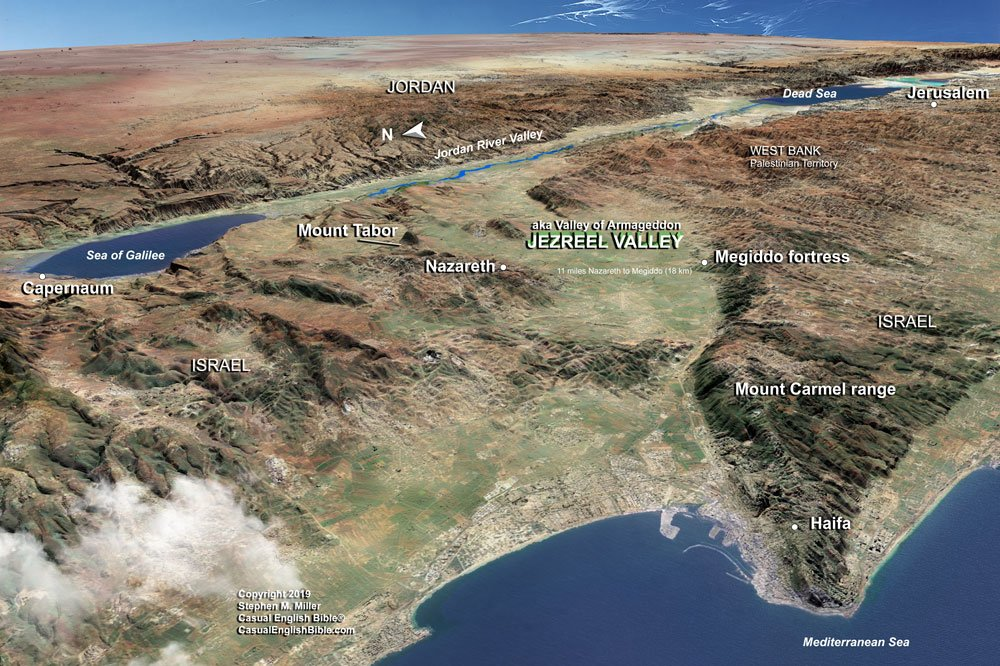 JORDAN
Dead Sea
Jerusalem
N
Jordan River Valley
WEST BANK
Palestinian Territory
aka Valley of Armageddon
JEZREEL VALLEY
Mount Tabor
Sea of Galilee
Nazareth
11 miles Nazareth to Megiddo (18 km)
Megiddo fortress
Capernaum
ISRAEL
ISRAEL
Mount Carmel range
Haifa
Copyright 2019
Stephen M. Miller
Casual English Bible®
CasualEnglishBible.com
Mediterranean Sea